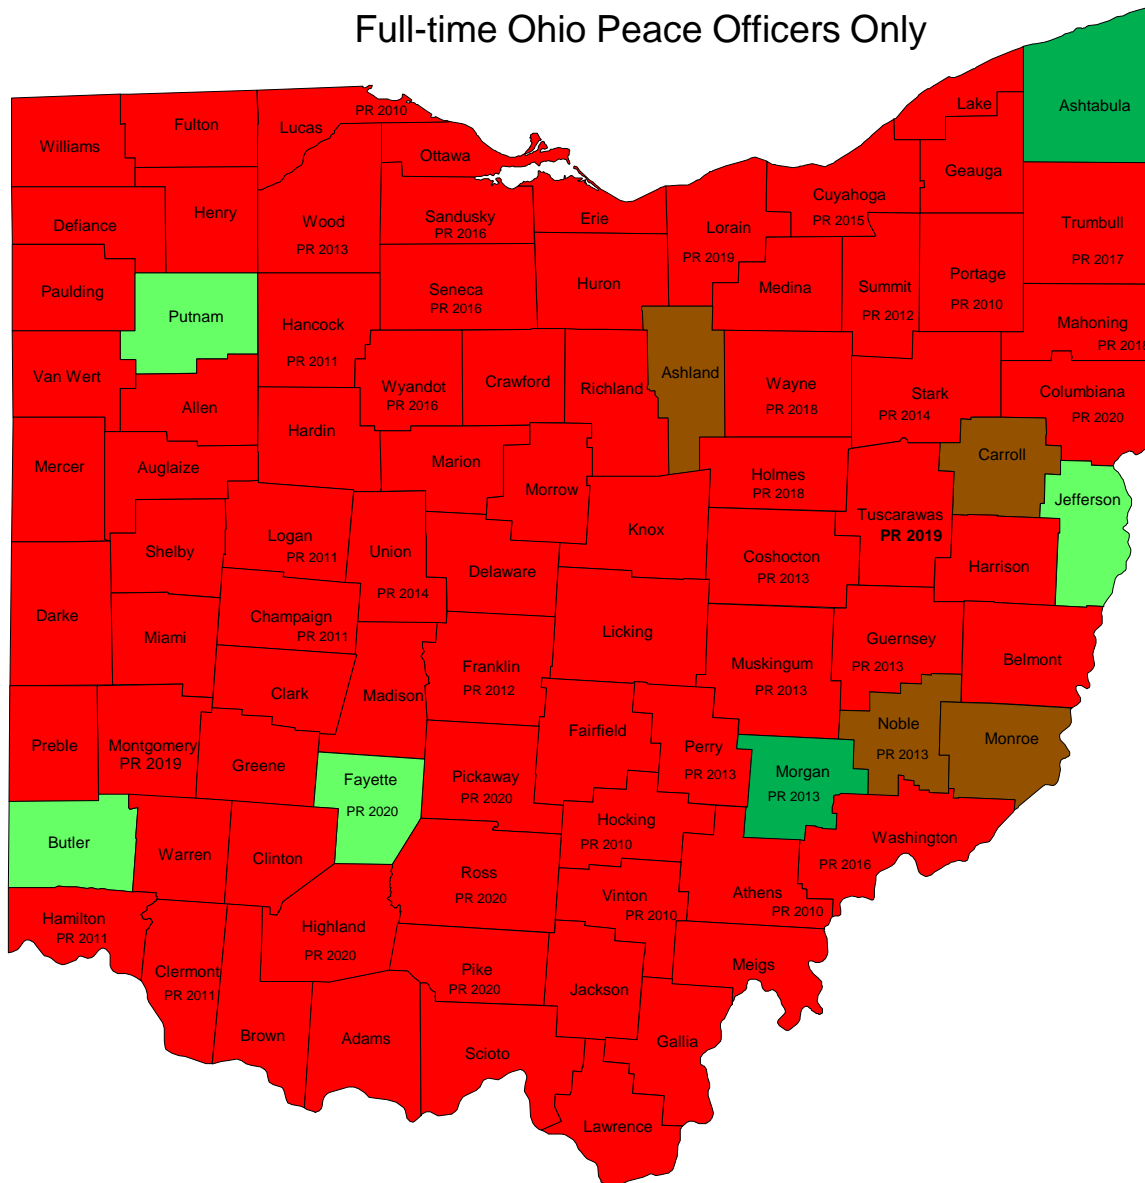 Full-time Ohio Peace Officers Only
Williams
Fulton
Lucas
PR 2010
Ottawa
Lake
Ashtabula
Geauga
Defiance
Henry
Wood
PR 2013
Sandusky
PR 2016
Erie
Lorain
PR 2019
Cuyahoga
PR 2015
Trumbull
PR 2017
Paulding
Putnam
Hancock
PR 2011
Seneca
PR 2016
Huron
Medina
Summit
PR 2012
Portage
PR 2010
Mahoning
PR 2018
Van Wert
Allen
Hardin
Wyandot
PR 2016
Crawford
Richland
Ashland
Wayne
PR 2018
Stark
PR 2014
Columbiana
PR 2020
Mercer
Auglaize
Marion
Morrow
Holmes
PR 2018
Carroll
Jefferson
Tuscarawas
PR 2019
Knox
Shelby
Logan
PR 2011
Union
PR 2014
Delaware
Coshocton
PR 2013
Harrison
Darke
Miami
Champaign
PR 2011
Licking
Guernsey
PR 2013
Belmont
Clark
Madison
Franklin
PR 2012
Muskingum
PR 2013
Preble
Montgomery
PR 2019
Greene
Fayette
PR 2020
Pickaway
PR 2020
Fairfield
Perry
PR 2013
Morgan
PR 2013
Noble
PR 2013
Monroe
Butler
Warren
Clinton
Ross
PR 2020
Hocking
PR 2010
Washington
PR 2016
Hamilton
PR 2011
Highland
PR 2020
Vinton
PR 2010
Athens
PR 2010
Clermont
PR 2011
Pike
PR 2020
Jackson
Meigs
Brown
Adams
Scioto
Gallia
Lawrence